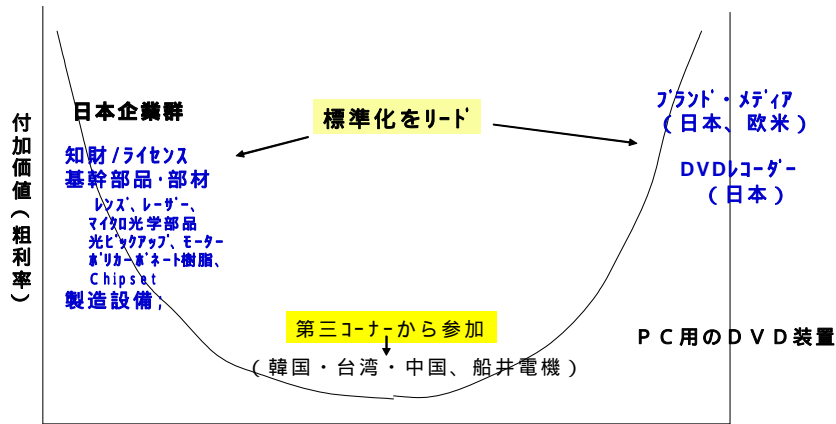 付加価値(粗利率)
日本企業群
知財/ライセンス
基幹部品・部材
レンズ、レーザー、
マイクロ光学部品
光ピックアップ、モーター
ポリカーボネート樹脂、
Chipset
製造設備;
標準化をリード
ブランド・メディア
(日本、欧米)
DVDレコーダー
(日本)
第三コーナーから参加
(韓国・台湾・中国、船井電機)
PC用のDVD装置